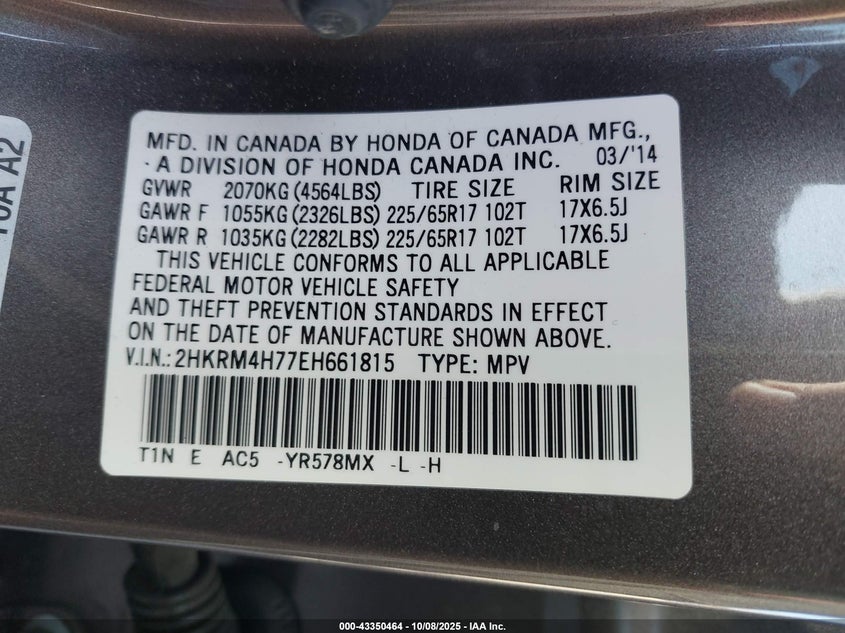 10A A2
MFD. IN CANADA BY HONDA OF CANADA MFG.,
A DIVISION OF HONDA CANADA INC. 03/'14
GVWR 2070KG (4564LBS) TIRE SIZE RIM SIZE
GAWR F 1055KG (2326LBS) 225/65R17 102T 17X6.5J
GAWR R 1035KG (2282LBS) 225/65R17 102T 17X6.5J
THIS VEHICLE CONFORMS TO ALL APPLICABLE
FEDERAL MOTOR VEHICLE SAFETY
AND THEFT PREVENTION STANDARDS IN EFFECT
ON THE DATE OF MANUFACTURE SHOWN ABOVE.
V.I.N.: 2HKRM4H77EH661815 TYPE: MPV
T1N E AC5 -YR578MX -L -H
000-43350464 - 10/08/2025 - IAA Inc.